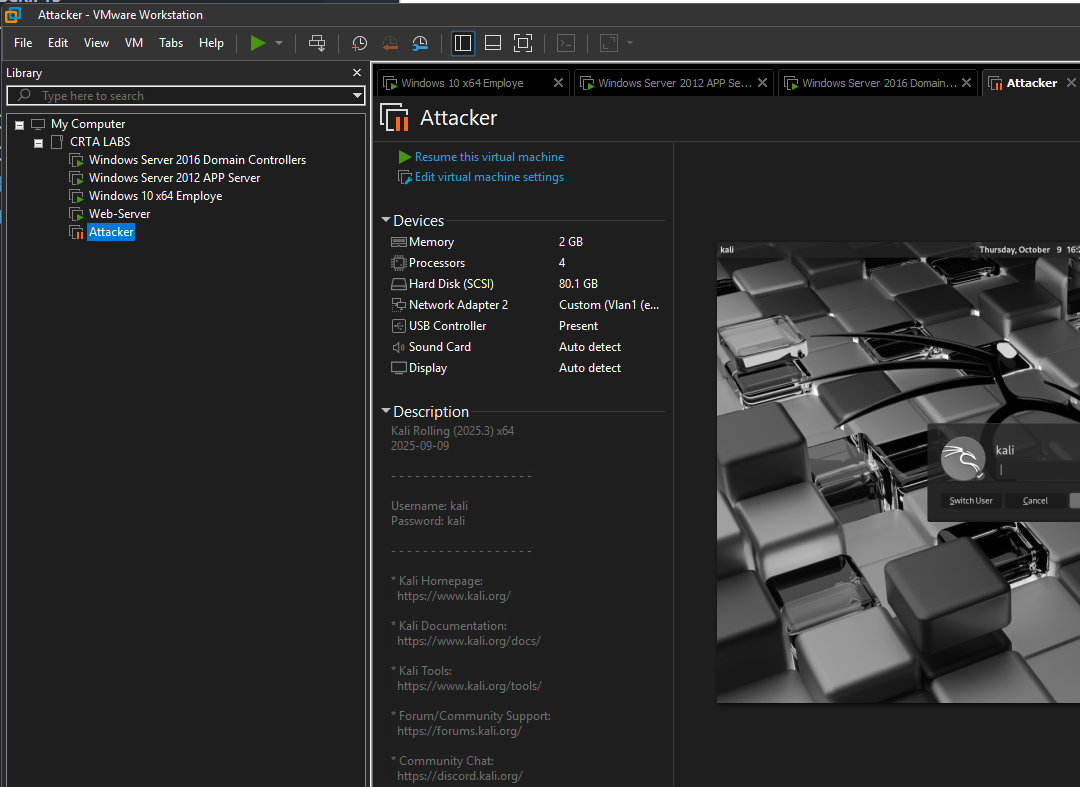 Attacker - VMware Workstation
File Edit View VM Tabs Help
Library
Type here to search
My Computer
CRTA LABS
Windows Server 2016 Domain Controllers
Windows Server 2012 APP Server
Windows 10 x64 Employe
Web-Server
Attacker
Windows 10 x64 Employe
Windows Server 2012 APP Se...
Windows Server 2016 Domain...
Attacker
Attacker
Resume this virtual machine
Edit virtual machine settings
Devices
Memory 2 GB
Processors 4
Hard Disk (SCSI) 80.1 GB
Network Adapter 2 Custom (Vlan1 (e...
USB Controller Present
Sound Card Auto detect
Display Auto detect
Description
Kali Rolling (2025.3) x64
2025-09-09
- - - - - - - - - - - - - - - - - -
Username: kali
Password: kali
- - - - - - - - - - - - - - - - - -
* Kali Homepage:
https://www.kali.org/
* Kali Documentation:
https://www.kali.org/docs/
* Kali Tools:
https://www.kali.org/tools/
* Forum/Community Support:
https://forums.kali.org/
* Community Chat:
https://discord.kali.org/
kali
Thursday, October 9
kali
Switch User Cancel